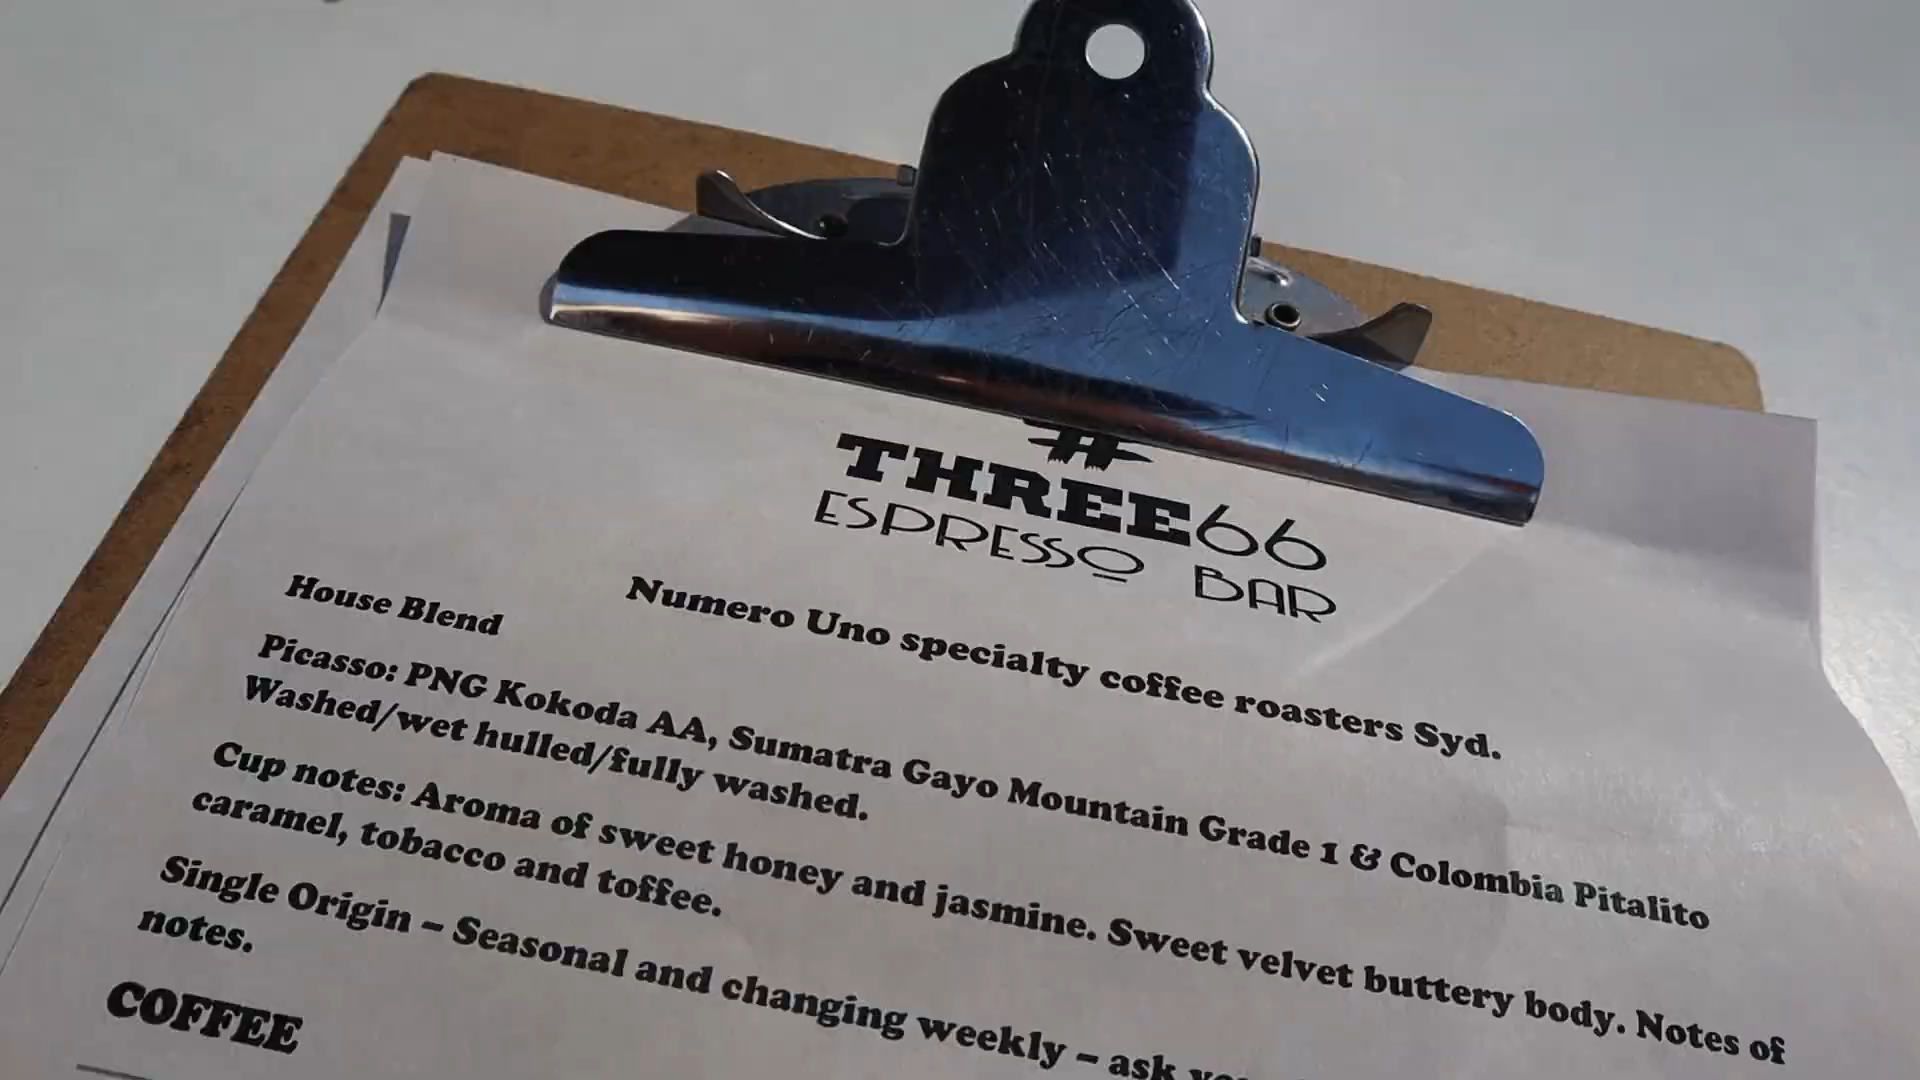 #
THREE66
ESPRESSO BAR
House Blend Numero Uno specialty coffee roasters Syd.
Picasso: PNG Kokoda AA, Sumatra Gayo Mountain Grade 1 & Colombia Pitalito
Washed/wet hulled/fully washed.
Cup notes: Aroma of sweet honey and jasmine. Sweet velvet buttery body. Notes of
caramel, tobacco and toffee.
Single Origin – Seasonal and changing weekly – ask
notes.
COFFEE